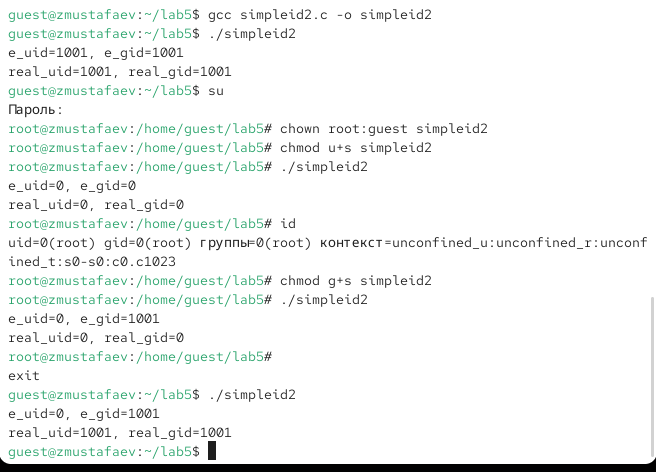 guest@zmustafaev:~/lab5$ gcc simpleid2.c -o simpleid2
guest@zmustafaev:~/lab5$ ./simpleid2
e_uid=1001, e_gid=1001
real_uid=1001, real_gid=1001
guest@zmustafaev:~/lab5$ su
Пароль:
root@zmustafaev:/home/guest/lab5# chown root:guest simpleid2
root@zmustafaev:/home/guest/lab5# chmod u+s simpleid2
root@zmustafaev:/home/guest/lab5# ./simpleid2
e_uid=0, e_gid=0
real_uid=0, real_gid=0
root@zmustafaev:/home/guest/lab5# id
uid=0(root) gid=0(root) группы=0(root) контекст=unconfined_u:unconfined_r:unconf
ined_t:s0-s0:c0.c1023
root@zmustafaev:/home/guest/lab5# chmod g+s simpleid2
root@zmustafaev:/home/guest/lab5# ./simpleid2
e_uid=0, e_gid=1001
real_uid=0, real_gid=0
root@zmustafaev:/home/guest/lab5#
exit
guest@zmustafaev:~/lab5$ ./simpleid2
e_uid=0, e_gid=1001
real_uid=1001, real_gid=1001
guest@zmustafaev:~/lab5$